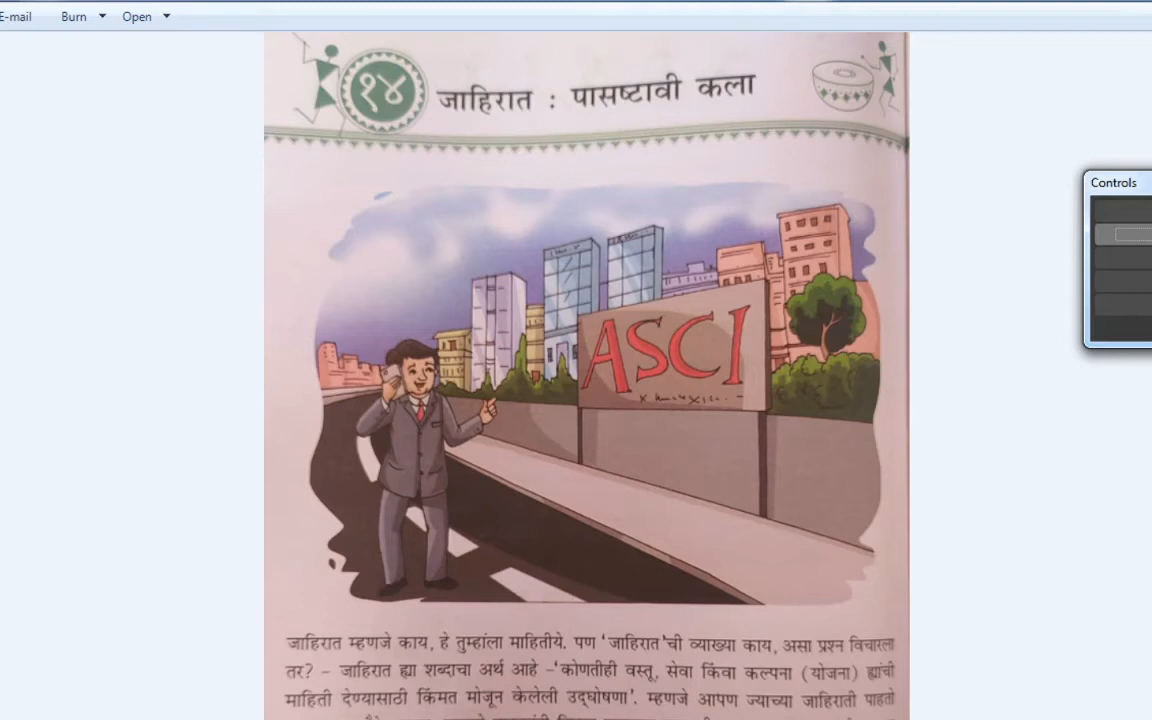 E-mail Burn Open
१४
जाहिरात : पासष्टावी कला
Controls
ASCI
जाहिरात म्हणजे काय, हे तुम्हांला माहितीये. पण 'जाहिरात'ची व्याख्या काय, असा प्रश्न विचारला
तर? – जाहिरात ह्या शब्दाचा अर्थ आहे –'कोणतीही वस्तू, सेवा किंवा कल्पना (योजना) ह्यांची
माहिती देण्यासाठी किंमत मोजून केलेली उद्घोषणा'. म्हणजे आपण ज्याच्या जाहिराती पाहतो